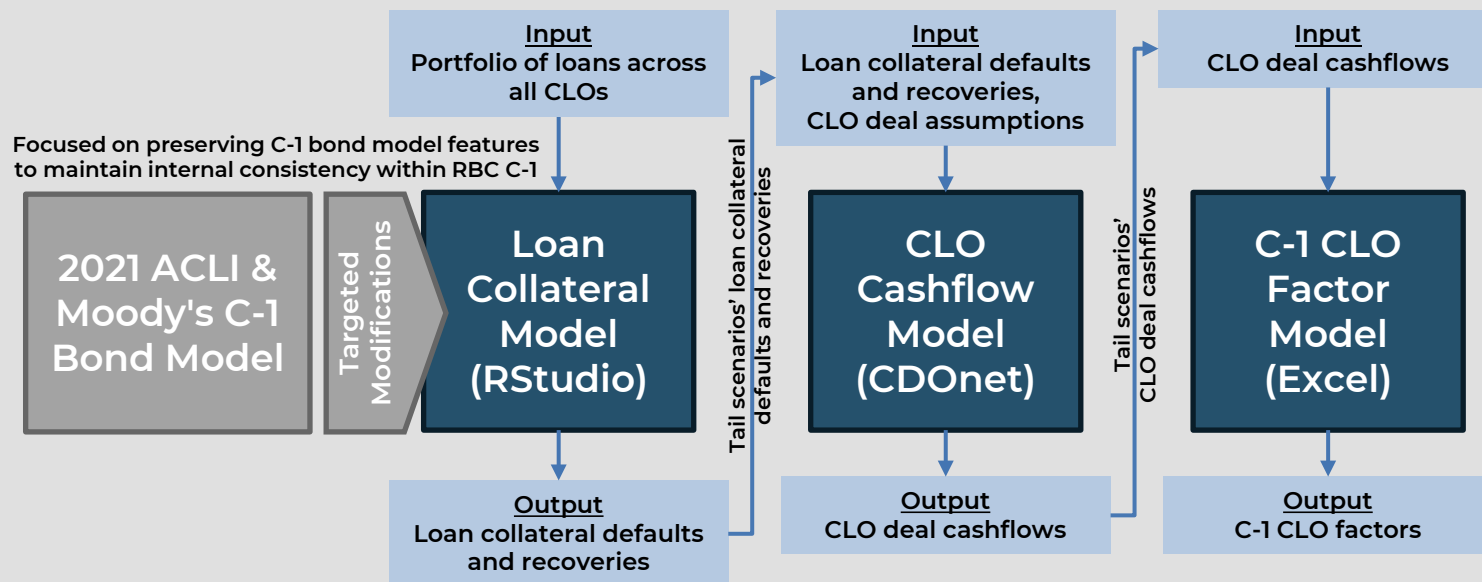 Input
Portfolio of loans across
all CLOs
Input
Loan collateral defaults
and recoveries,
CLO deal assumptions
Input
CLO deal cashflows
Focused on preserving C-1 bond model features
to maintain internal consistency within RBC C-1
2021 ACLI &
Moody's C-1
Bond Model
Targeted
Modifications
Loan
Collateral
Model
(RStudio)
Tail scenarios' loan collateral
defaults and recoveries
CLO
Cashflow
Model
(CDOnet)
Tail scenarios'
CLO deal cashflows
C-1 CLO
Factor
Model
(Excel)
Output
Loan collateral defaults
and recoveries
Output
CLO deal cashflows
Output
C-1 CLO factors